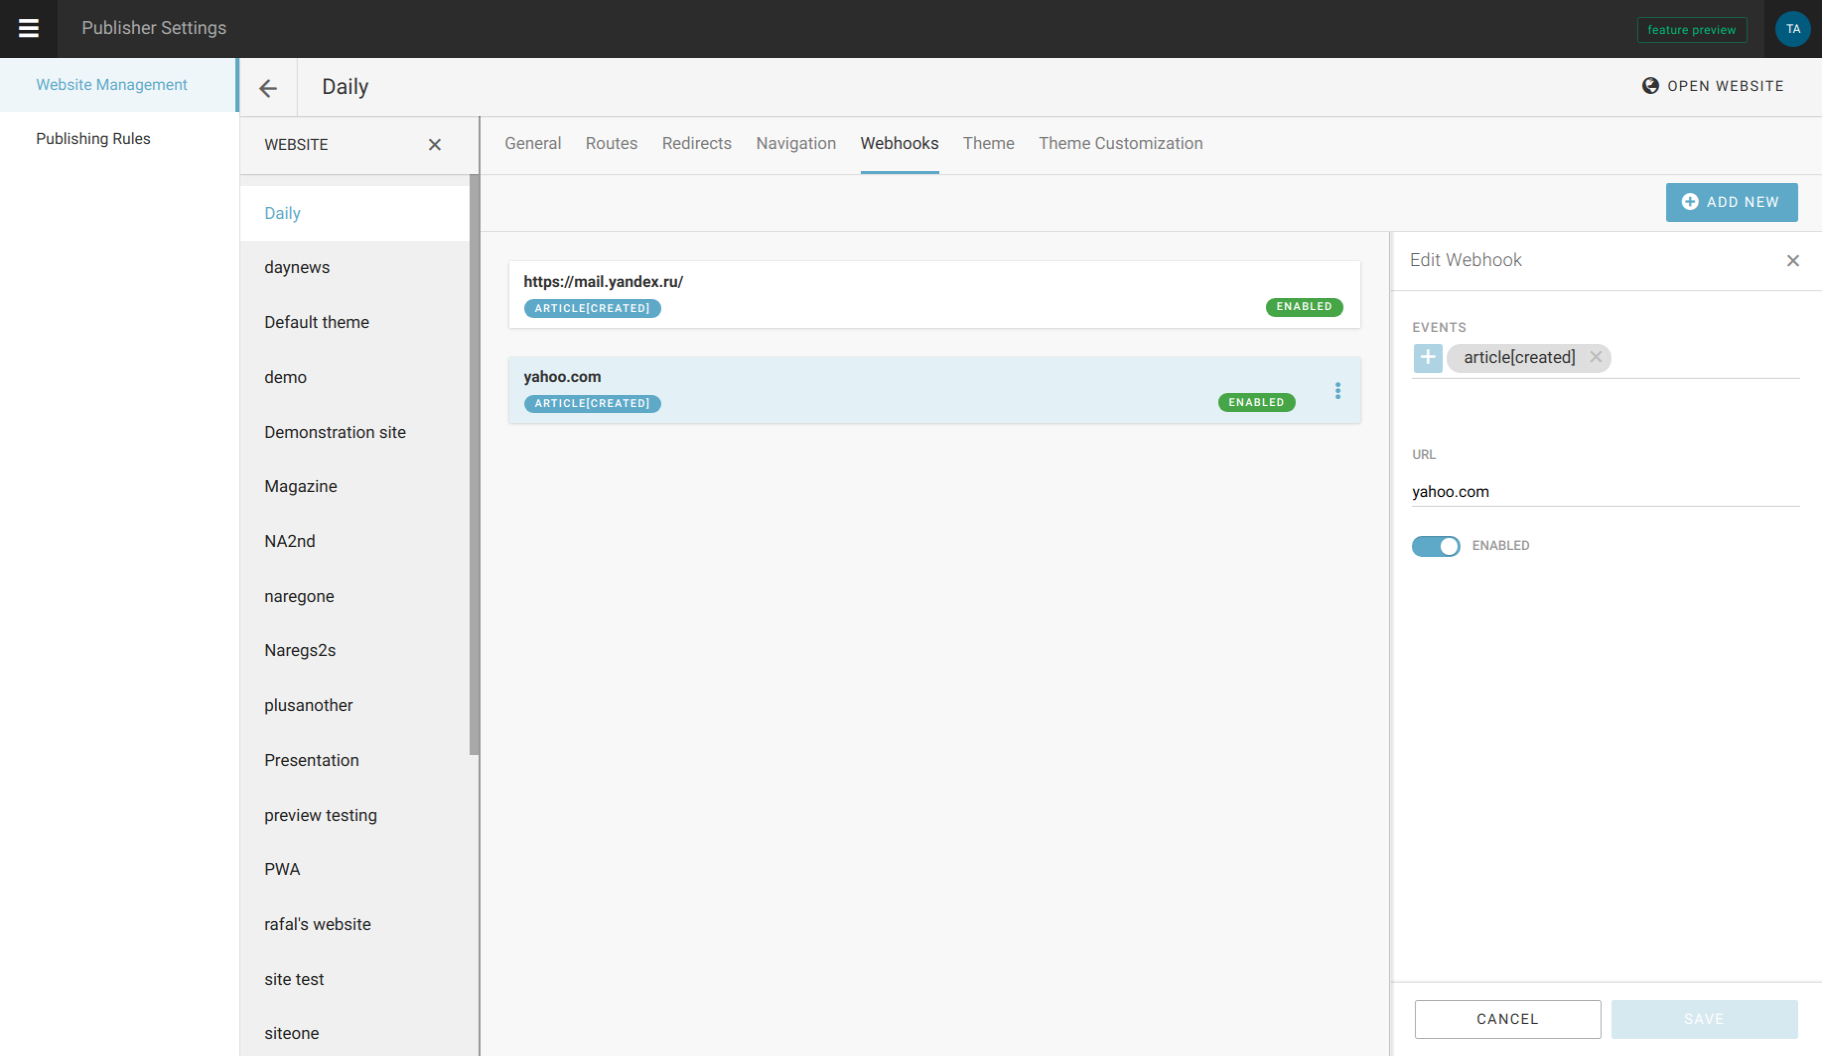 Publisher Settings
feature preview
TA
Website Management
Publishing Rules
Daily
OPEN WEBSITE
WEBSITE
General Routes Redirects Navigation Webhooks Theme Theme Customization
ADD NEW
Daily
daynews
Default theme
demo
Demonstration site
Magazine
NA2nd
naregone
Naregs2s
plusanother
Presentation
preview testing
PWA
rafal's website
site test
siteone
https://mail.yandex.ru/
ARTICLE[CREATED]
ENABLED
yahoo.com
ARTICLE[CREATED]
ENABLED
Edit Webhook
EVENTS
article[created]
URL
yahoo.com
ENABLED
CANCEL
SAVE